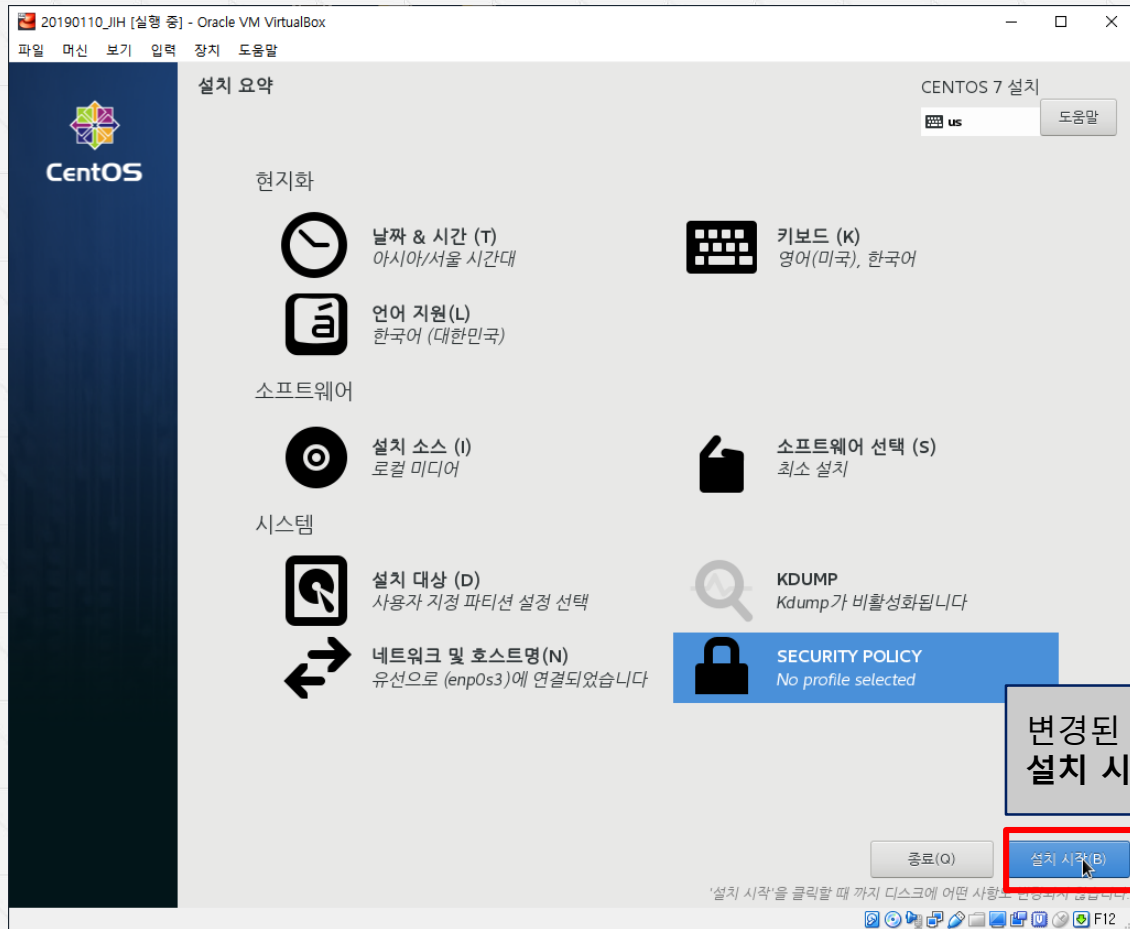 20190110_JIH [실행 중] - Oracle VM VirtualBox
파일 머신 보기 입력 장치 도움말
설치 요약
CENTOS 7 설치
us
도움말
CentOS
현지화
날짜 & 시간 (T)
아시아/서울 시간대
키보드 (K)
영어(미국), 한국어
언어 지원(L)
한국어 (대한민국)
소프트웨어
설치 소스 (I)
로컬 미디어
소프트웨어 선택 (S)
최소 설치
시스템
설치 대상 (D)
사용자 지정 파티션 설정 선택
KDUMP
Kdump가 비활성화됩니다
네트워크 및 호스트명(N)
유선으로 (enp0s3)에 연결되었습니다
SECURITY POLICY
No profile selected
변경된
설치 시
종료(Q)
설치 시작(B)
'설치 시작'을 클릭할 때 까지 디스크에 어떤
F12